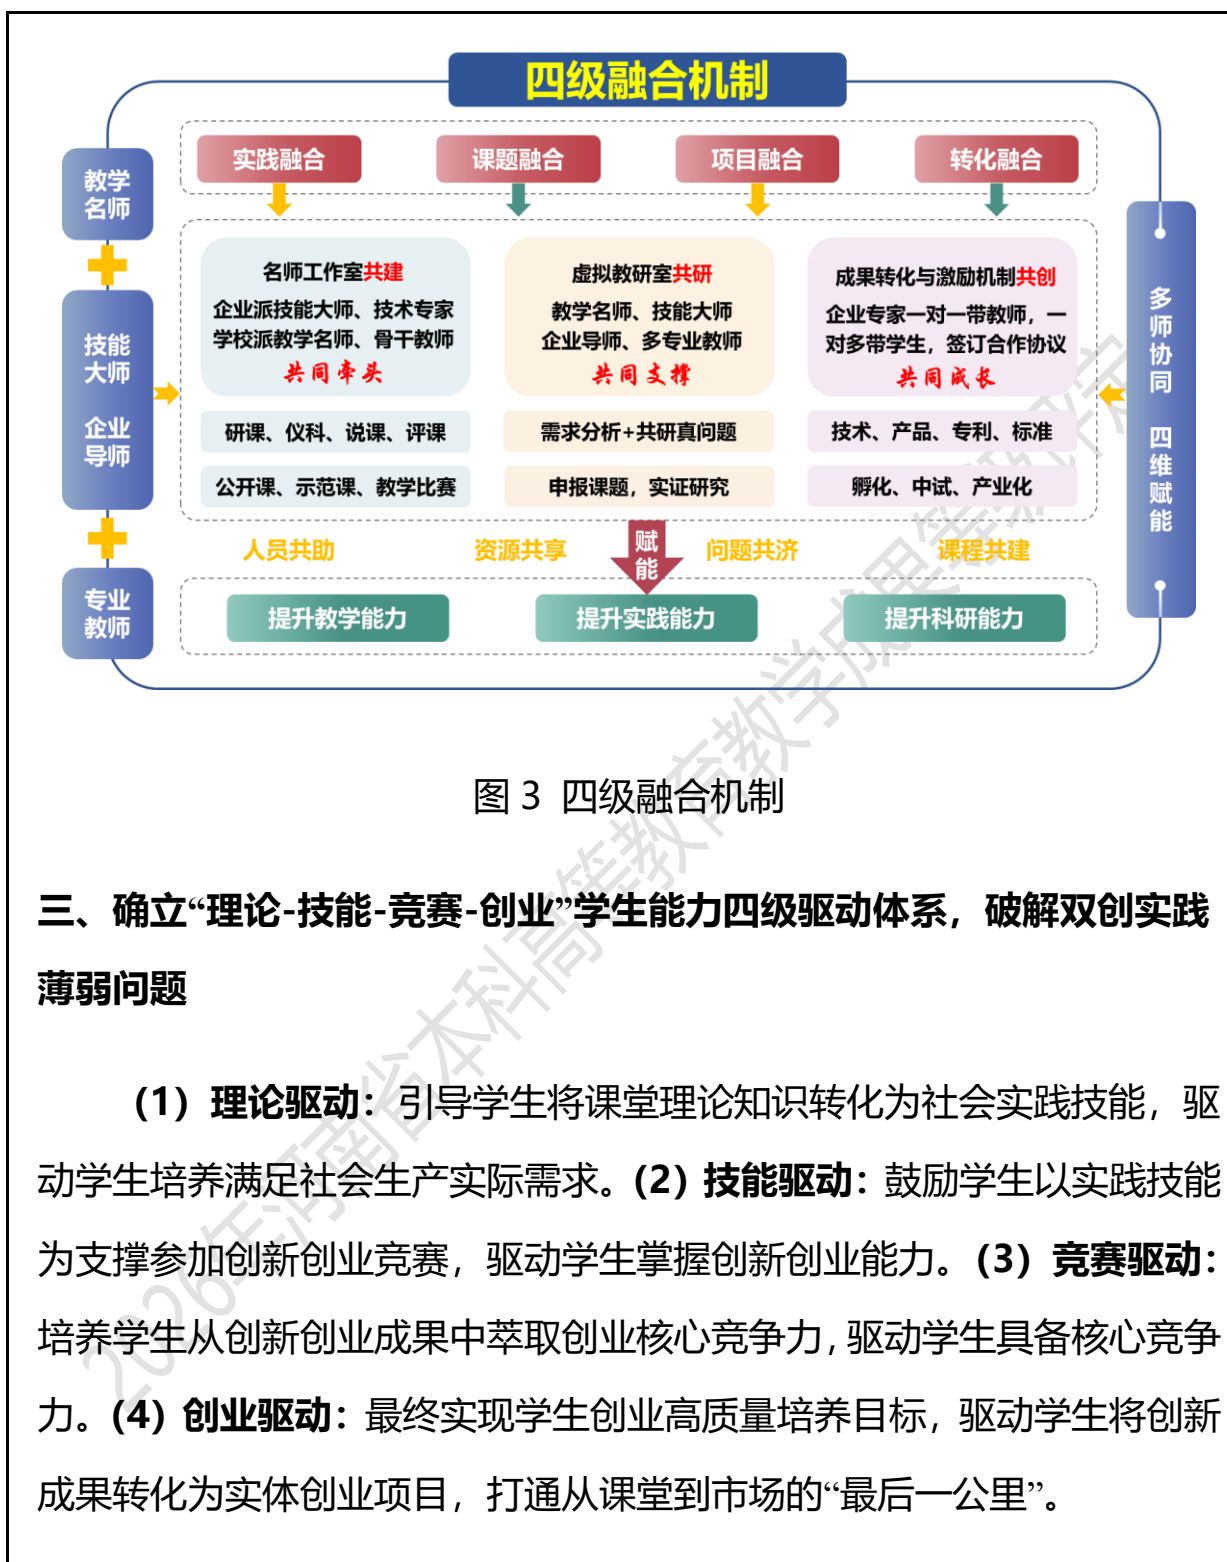 四级融合机制
实践融合 课题融合 项目融合 转化融合
教学
名师
技能
大师
企业
导师
专业
教师
名师工作室共建
企业派技能大师、技术专家
学校派教学名师、骨干教师
共同牵头
研课、仪科、说课、评课
公开课、示范课、教学比赛
虚拟教研室共研
教学名师、技能大师
企业导师、多专业教师
共同支撑
需求分析+共研真问题
申报课题，实证研究
成果转化与激励机制共创
企业专家一对一带教师，一
对多带学生，签订合作协议
共同成长
技术、产品、专利、标准
孵化、中试、产业化
多师协同 四维赋能
人员共助 资源共享 赋能 问题共济 课程共建
提升教学能力 提升实践能力 提升科研能力
图 3 四级融合机制
三、确立“理论-技能-竞赛-创业”学生能力四级驱动体系，破解双创实践
薄弱问题
（1）理论驱动：引导学生将课堂理论知识转化为社会实践技能，驱
动学生培养满足社会生产实际需求。（2）技能驱动：鼓励学生以实践技能
为支撑参加创新创业竞赛，驱动学生掌握创新创业能力。（3）竞赛驱动：
培养学生从创新创业成果中萃取创业核心竞争力，驱动学生具备核心竞争
力。（4）创业驱动：最终实现学生创业高质量培养目标，驱动学生将创新
成果转化为实体创业项目，打通从课堂到市场的“最后一公里”。
2026年河南省本科高等教育教学成果等级评定